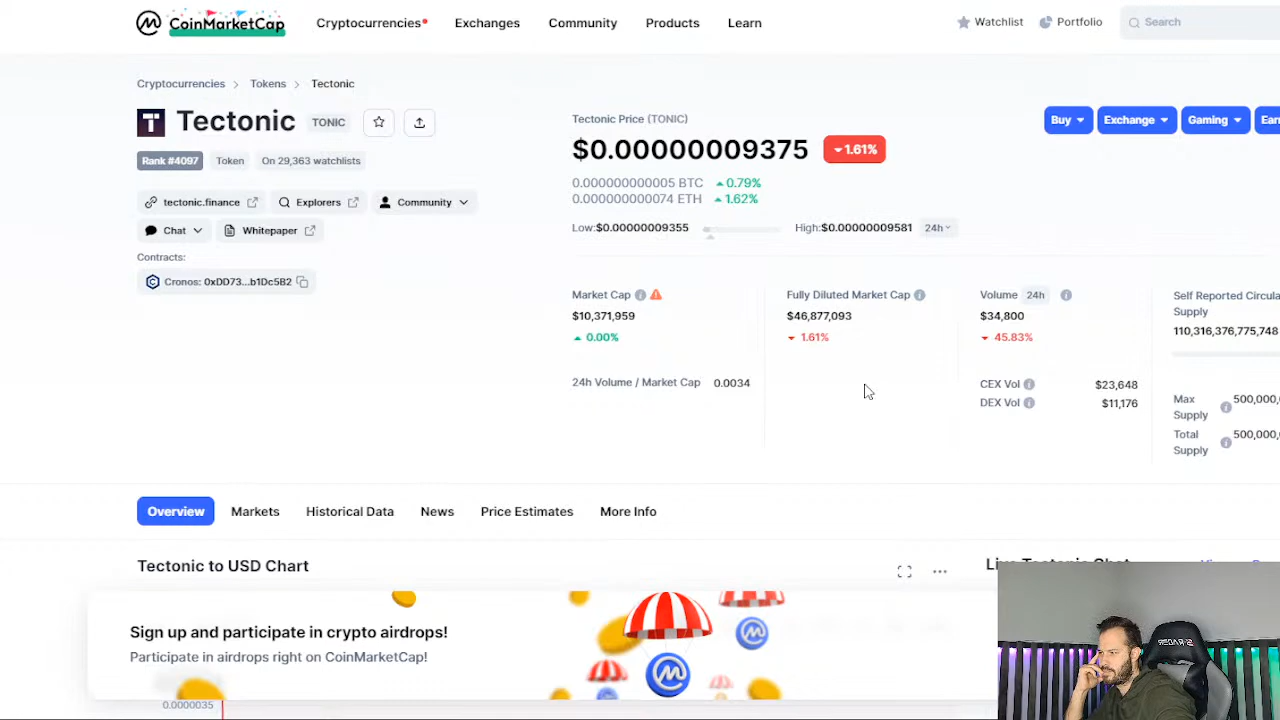 CoinMarketCap Cryptocurrencies Exchanges Community Products Learn Watchlist Portfolio Search
Cryptocurrencies > Tokens > Tectonic
Tectonic TONIC
Rank #4097 Token On 29,363 watchlists
tectonic.finance Explorers Community
Chat Whitepaper
Contracts:
Cronos: 0xDD73...b1Dc5B2
Tectonic Price (TONIC)
$0.00000009375 1.61%
0.000000000005 BTC 0.79%
0.000000000074 ETH 1.62%
Low:$0.00000009355 High:$0.00000009581 24h
Buy Exchange Gaming Earn
Market Cap
$10,371,959
0.00%
24h Volume / Market Cap 0.0034
Fully Diluted Market Cap
$46,877,093
1.61%
Volume 24h
$34,800
45.83%
CEX Vol $23,648
DEX Vol $11,176
Self Reported Circula
Supply
110,316,376,775,748
Max
Supply
500,000,
Total
Supply
500,000,
Overview Markets Historical Data News Price Estimates More Info
Tectonic to USD Chart
Sign up and participate in crypto airdrops!
Participate in airdrops right on CoinMarketCap!
0.0000035